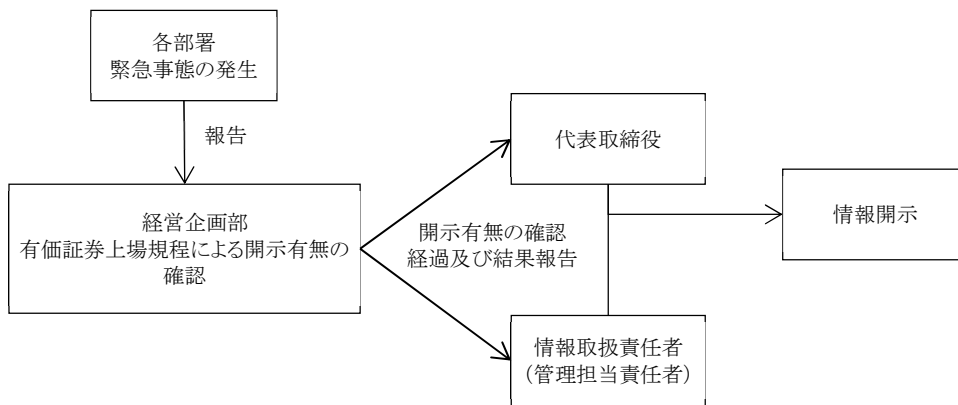 各部署
緊急事態の発生
報告
経営企画部
有価証券上場規程による開示有無の
確認
代表取締役
開示有無の確認
経過及び結果報告
情報開示
情報取扱責任者
（管理担当責任者）